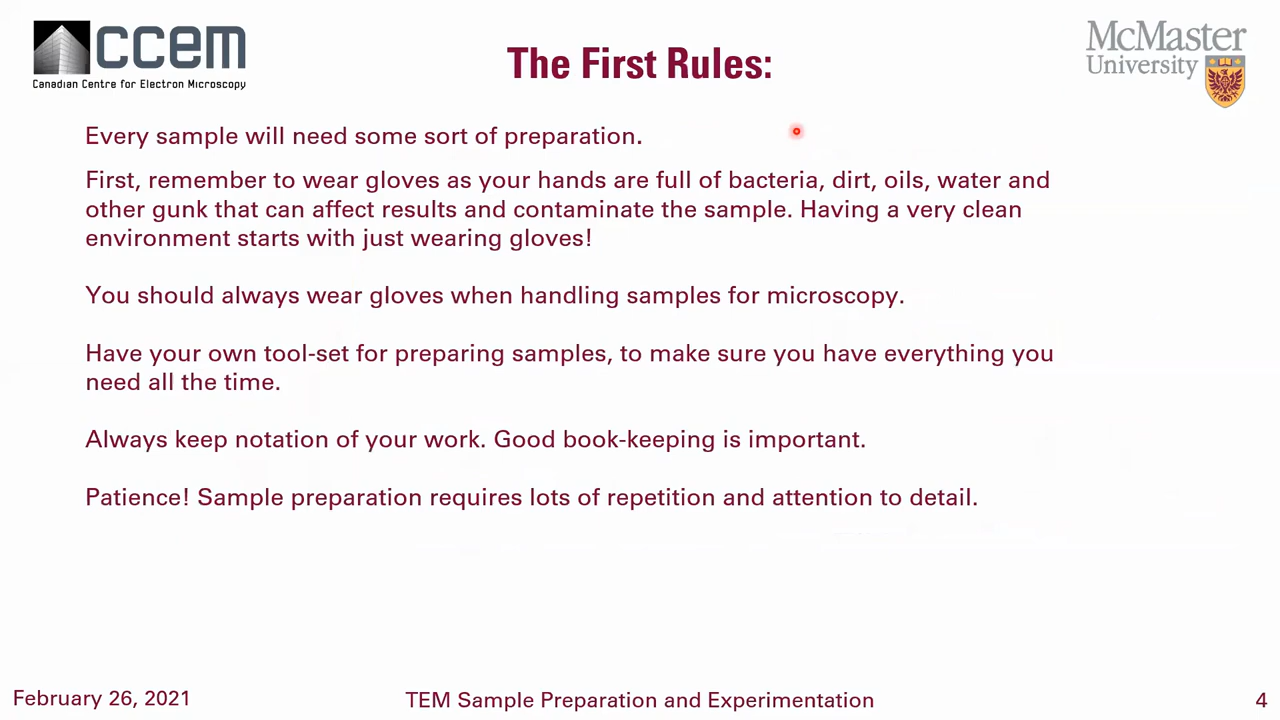 ccem
Canadian Centre for Electron Microscopy
The First Rules:
McMaster
University
Every sample will need some sort of preparation.
First, remember to wear gloves as your hands are full of bacteria, dirt, oils, water and
other gunk that can affect results and contaminate the sample. Having a very clean
environment starts with just wearing gloves!
You should always wear gloves when handling samples for microscopy.
Have your own tool-set for preparing samples, to make sure you have everything you
need all the time.
Always keep notation of your work. Good book-keeping is important.
Patience! Sample preparation requires lots of repetition and attention to detail.
February 26, 2021
TEM Sample Preparation and Experimentation
4